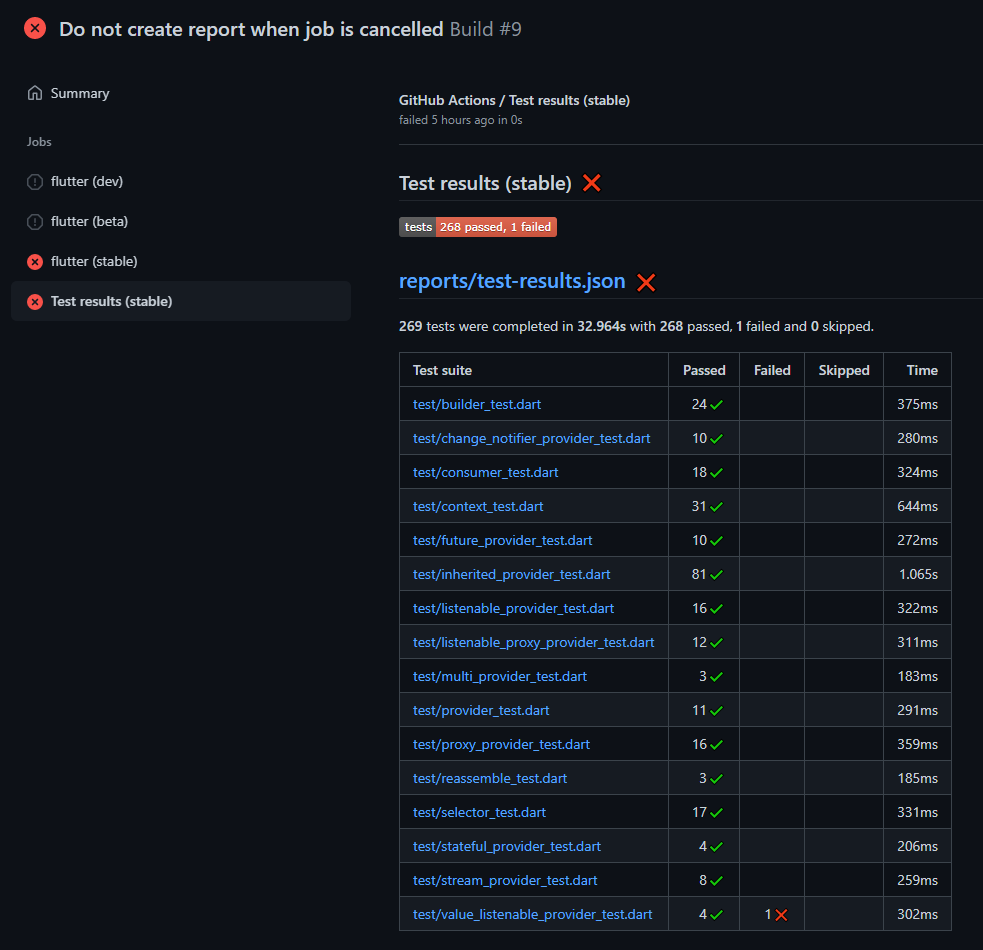 Do not create report when job is cancelled Build #9
Summary
Jobs
flutter (dev)
flutter (beta)
flutter (stable)
Test results (stable)
GitHub Actions / Test results (stable)
failed 5 hours ago in 0s
Test results (stable)
tests 268 passed, 1 failed
reports/test-results.json
269 tests were completed in 32.964s with 268 passed, 1 failed and 0 skipped.
Test suite Passed Failed Skipped Time
test/builder_test.dart 24 375ms
test/change_notifier_provider_test.dart 10 280ms
test/consumer_test.dart 18 324ms
test/context_test.dart 31 644ms
test/future_provider_test.dart 10 272ms
test/inherited_provider_test.dart 81 1.065s
test/listenable_provider_test.dart 16 322ms
test/listenable_proxy_provider_test.dart 12 311ms
test/multi_provider_test.dart 3 183ms
test/provider_test.dart 11 291ms
test/proxy_provider_test.dart 16 359ms
test/reassemble_test.dart 3 185ms
test/selector_test.dart 17 331ms
test/stateful_provider_test.dart 4 206ms
test/stream_provider_test.dart 8 259ms
test/value_listenable_provider_test.dart 4 1 302ms